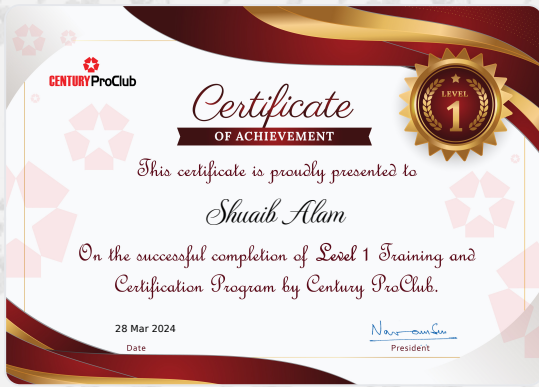 CENTURY ProClub
Certificate
OF ACHIEVEMENT
LEVEL
1
This certificate is proudly presented to
Shuaib Alam
On the successful completion of Level 1 Training and
Certification Program by Century ProClub.
28 Mar 2024
Date
President